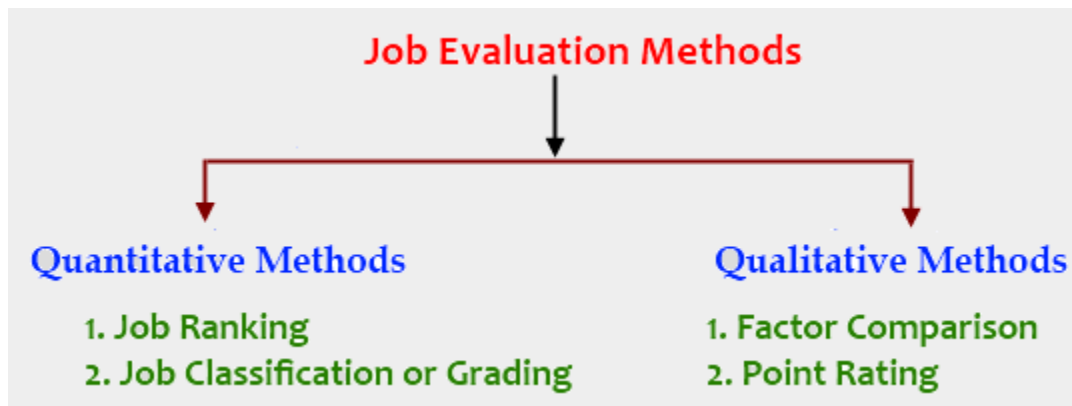 Job Evaluation Methods
Quantitative Methods
1. Job Ranking
2. Job Classification or Grading
Qualitative Methods
1. Factor Comparison
2. Point Rating